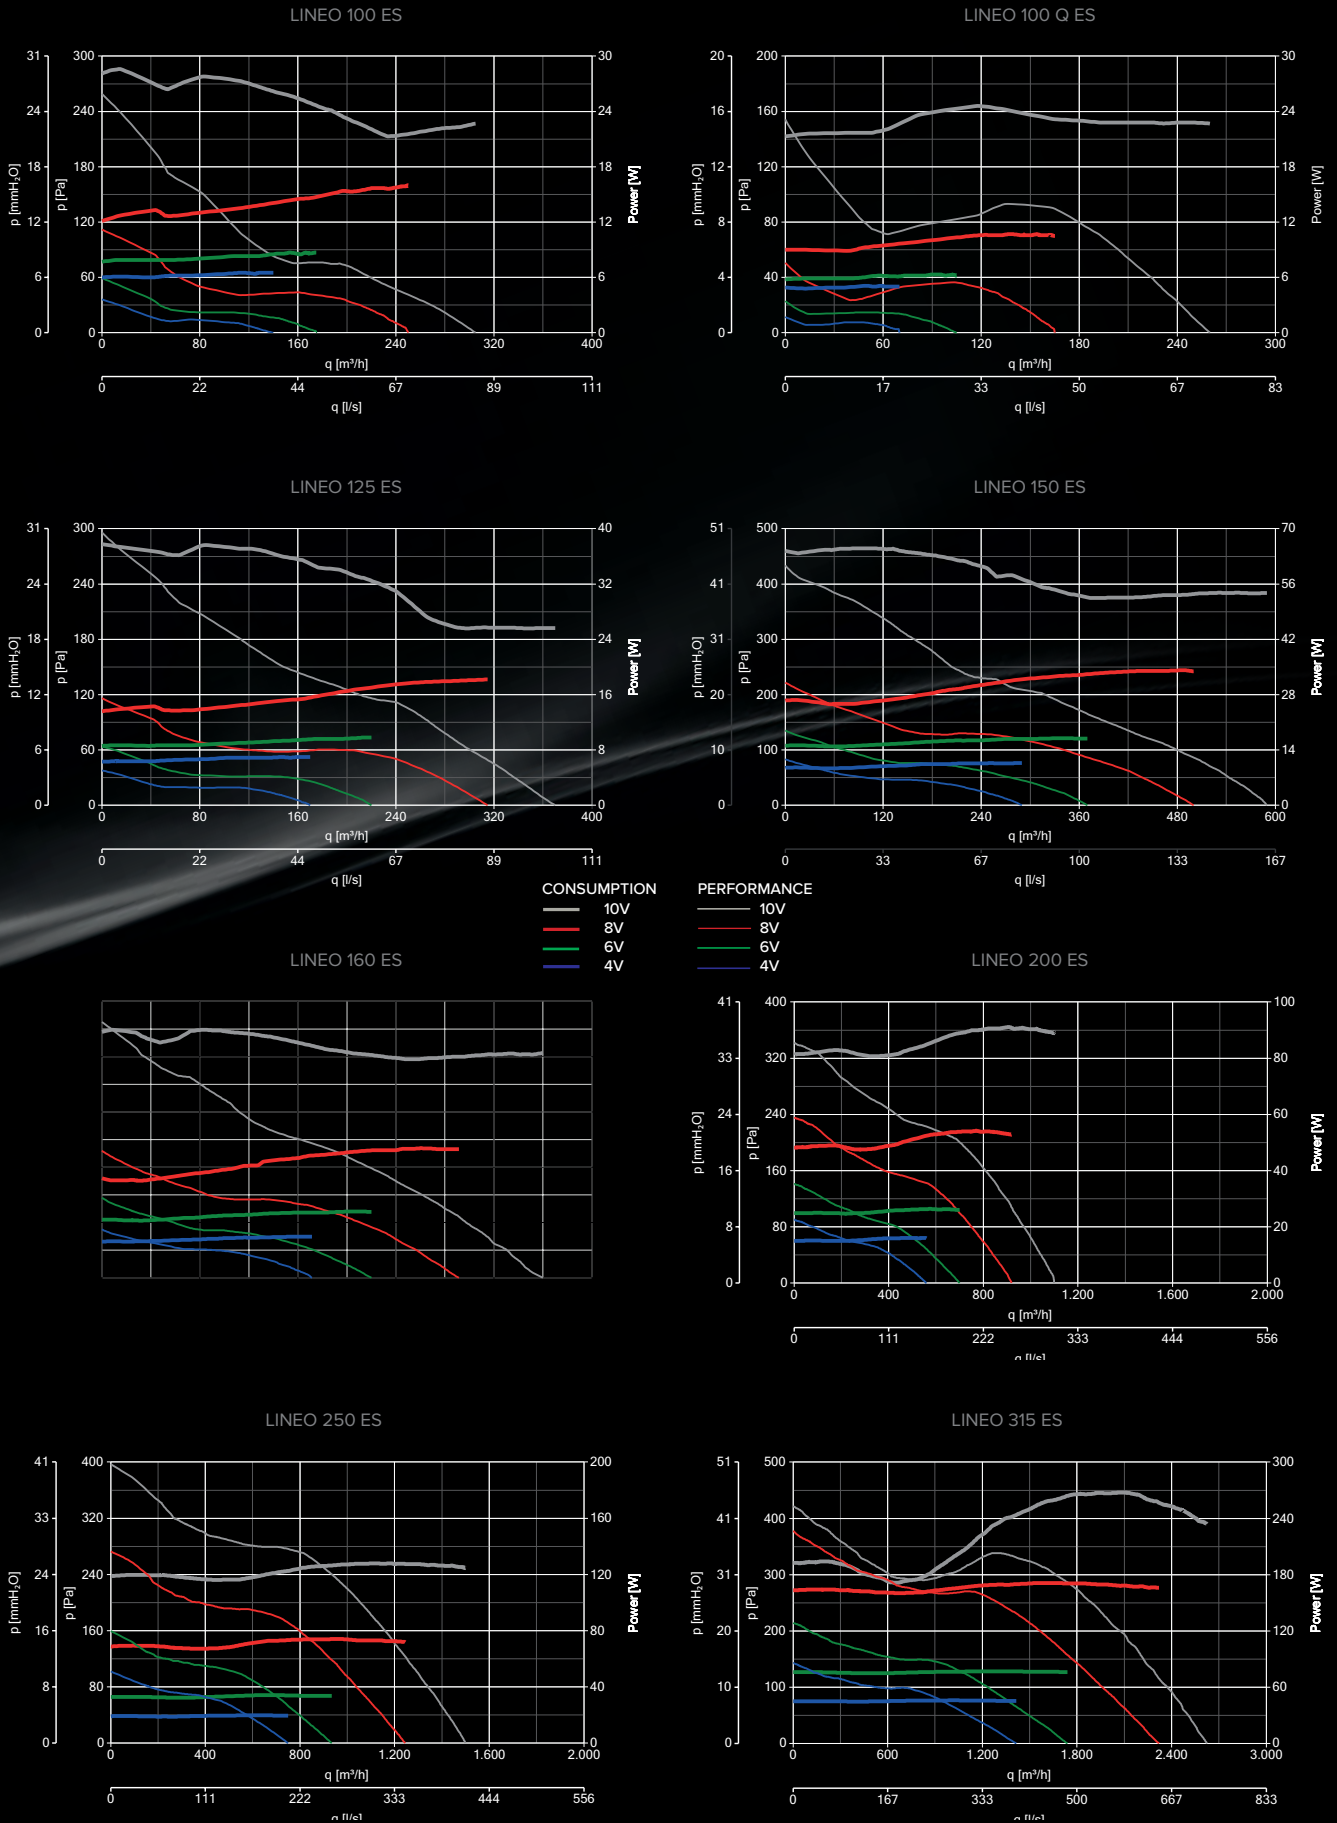 LINEO 100 ES
31 300 30
24 240 24
18 180 18
12 120 12
6 60 6
0 0 0
p [mmH₂O]
p [Pa]
Power [W]
0 80 160 240 320 400
q [m³/h]
0 22 44 67 89 111
q [l/s]
LINEO 100 Q ES
20 200 30
16 160 24
12 120 18
8 80 12
4 40 6
0 0 0
p [mmH₂O]
p [Pa]
Power [W]
0 60 120 180 240 300
q [m³/h]
0 17 33 50 67 83
q [l/s]
LINEO 125 ES
31 300 40
24 240 32
18 180 24
12 120 16
6 60 8
0 0 0
p [mmH₂O]
p [Pa]
Power [W]
0 80 160 240 320 400
q [m³/h]
0 22 44 67 89 111
q [l/s]
LINEO 150 ES
51 500 70
41 400 56
31 300 42
20 200 28
10 100 14
0 0 0
p [mmH₂O]
p [Pa]
Power [W]
0 120 240 360 480 600
q [m³/h]
0 33 67 100 133 167
q [l/s]
CONSUMPTION PERFORMANCE
10V 10V
8V 8V
6V 6V
4V 4V
LINEO 160 ES
LINEO 200 ES
41 400 100
33 320 80
24 240 60
16 160 40
8 80 20
0 0 0
p [mmH₂O]
p [Pa]
Power [W]
0 400 800 1.200 1.600 2.000
q [m³/h]
0 111 222 333 444 556
q [l/s]
LINEO 250 ES
41 400 200
33 320 160
24 240 120
16 160 80
8 80 40
0 0 0
p [mmH₂O]
p [Pa]
Power [W]
0 400 800 1.200 1.600 2.000
q [m³/h]
0 111 222 333 444 556
q [l/s]
LINEO 315 ES
51 500 300
41 400 240
31 300 180
20 200 120
10 100 60
0 0 0
p [mmH₂O]
p [Pa]
Power [W]
0 600 1.200 1.800 2.400 3.000
q [m³/h]
0 167 333 500 667 833
q [l/s]